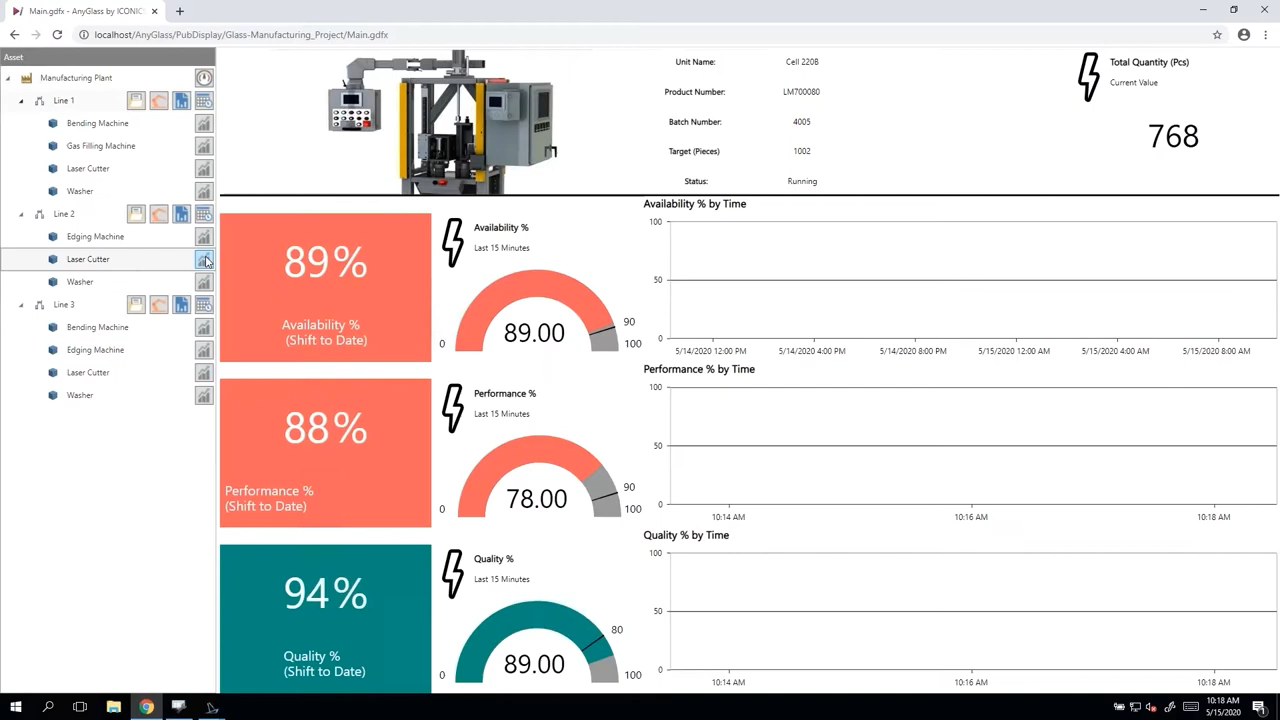 Main.gdfx - AnyGlass by ICONIC
localhost/AnyGlass/PubDisplay/Glass-Manufacturing_Project/Main.gdfx
Asset
Manufacturing Plant
Line 1
Bending Machine
Gas Filling Machine
Laser Cutter
Washer
Line 2
Edging Machine
Laser Cutter
Washer
Line 3
Bending Machine
Edging Machine
Laser Cutter
Washer
Unit Name: Cell 220B
Product Number: LM700080
Batch Number: 4005
Target (Pieces) 1002
Status: Running
Total Quantity (Pcs)
Current Value
768
89%
Availability %
(Shift to Date)
Availability %
Last 15 Minutes
89.00
0
90
100
Availability % by Time
100
50
0
5/14/2020 12:00 PM 5/14/2020 4:00 PM 5/14/2020 8:00 PM 5/15/2020 12:00 AM 5/15/2020 4:00 AM 5/15/2020 8:00 AM
88%
Performance %
(Shift to Date)
Performance %
Last 15 Minutes
78.00
0
90
100
Performance % by Time
100
50
0
10:14 AM 10:16 AM 10:18 AM
94%
Quality %
(Shift to Date)
Quality %
Last 15 Minutes
89.00
0
80
100
Quality % by Time
100
50
0
10:14 AM 10:16 AM 10:18 AM
10:18 AM
5/15/2020
1